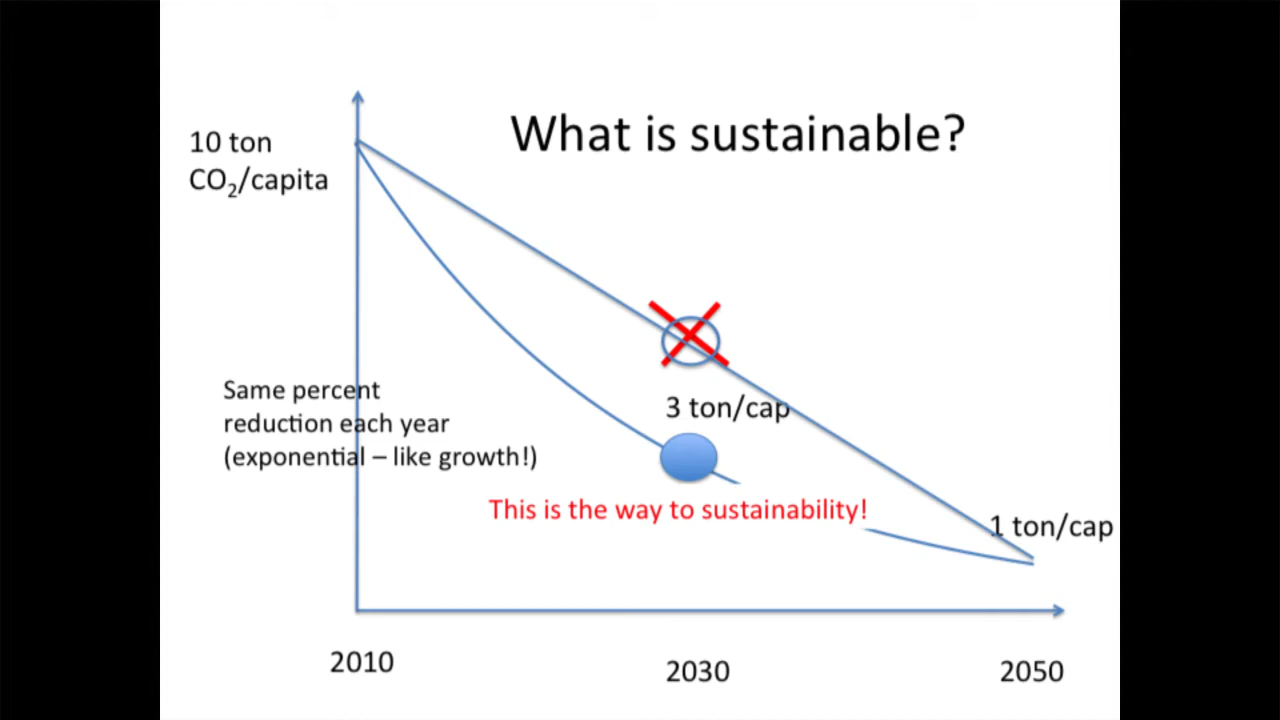 What is sustainable?
10 ton
CO₂/capita
Same percent
reduction each year
(exponential – like growth!)
3 ton/cap
This is the way to sustainability!
1 ton/cap
2010
2030
2050